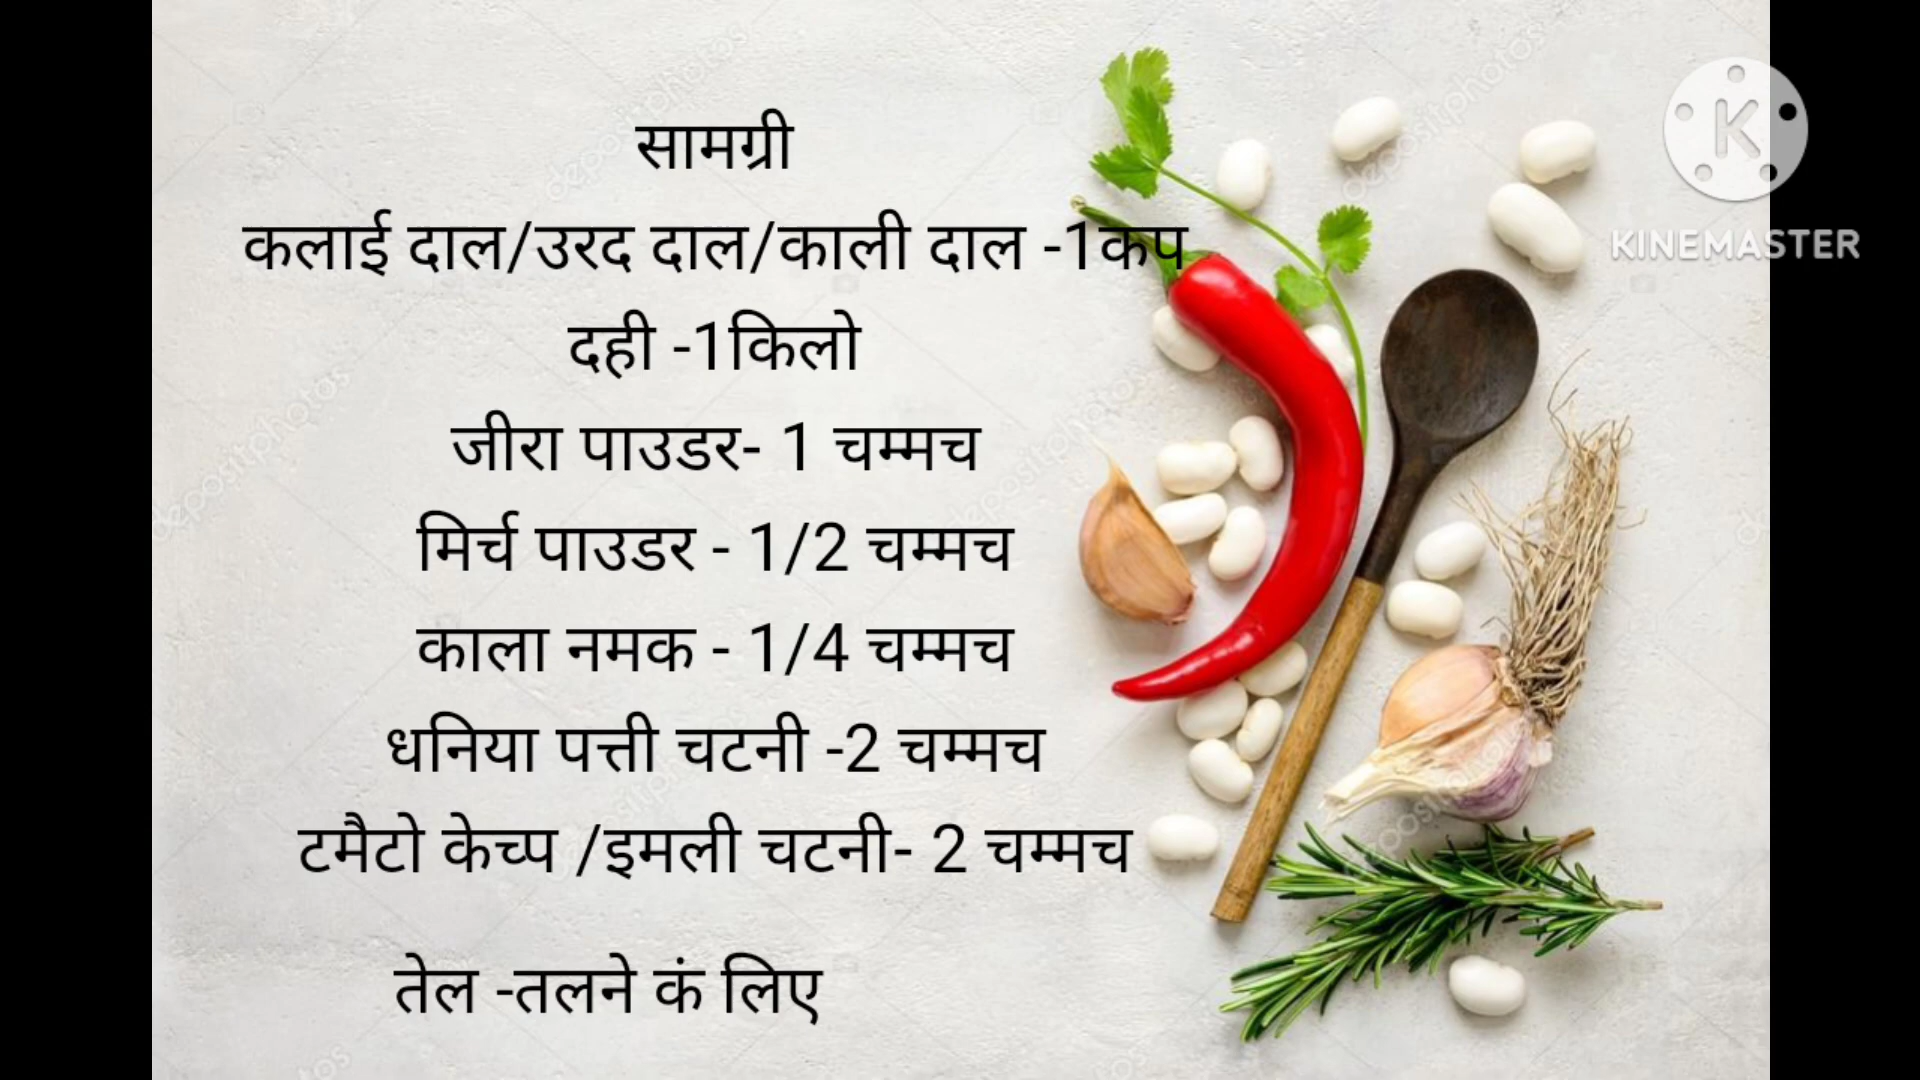 सामग्री
कलाई दाल/उरद दाल/काली दाल -1कप
दही -1किलो
जीरा पाउडर- 1 चम्मच
मिर्च पाउडर - 1/2 चम्मच
काला नमक - 1/4 चम्मच
धनिया पत्ती चटनी -2 चम्मच
टमैटो केच्प /इमली चटनी- 2 चम्मच
तेल -तलने कं लिए
K
KINEMASTER
depositphotos